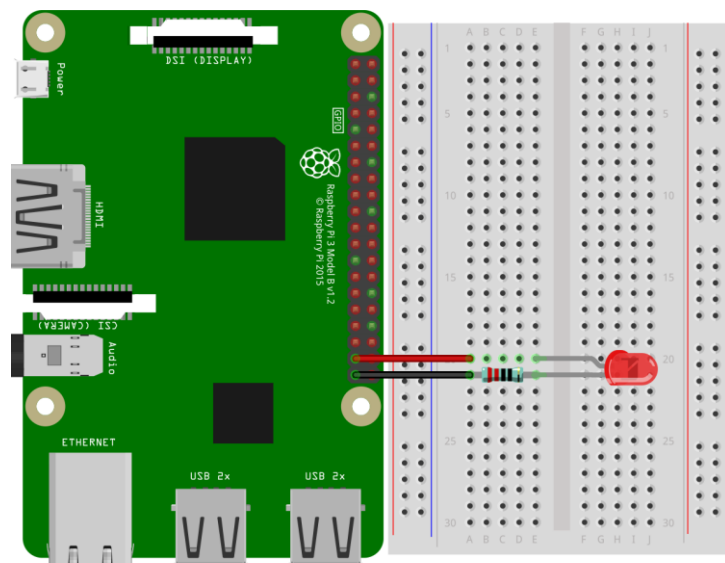 DSI (DISPLAY)
Power
GPIO
HDMI
Raspberry Pi 3 Model B v1.2
© Raspberry Pi 2015
CSI (CAMERA)
Audio
ETHERNET
USB 2x
USB 2x
A B C D E F G H I J
1 1
5 5
10 10
15 15
20
25 25
30 30
A B C D E F G H I J